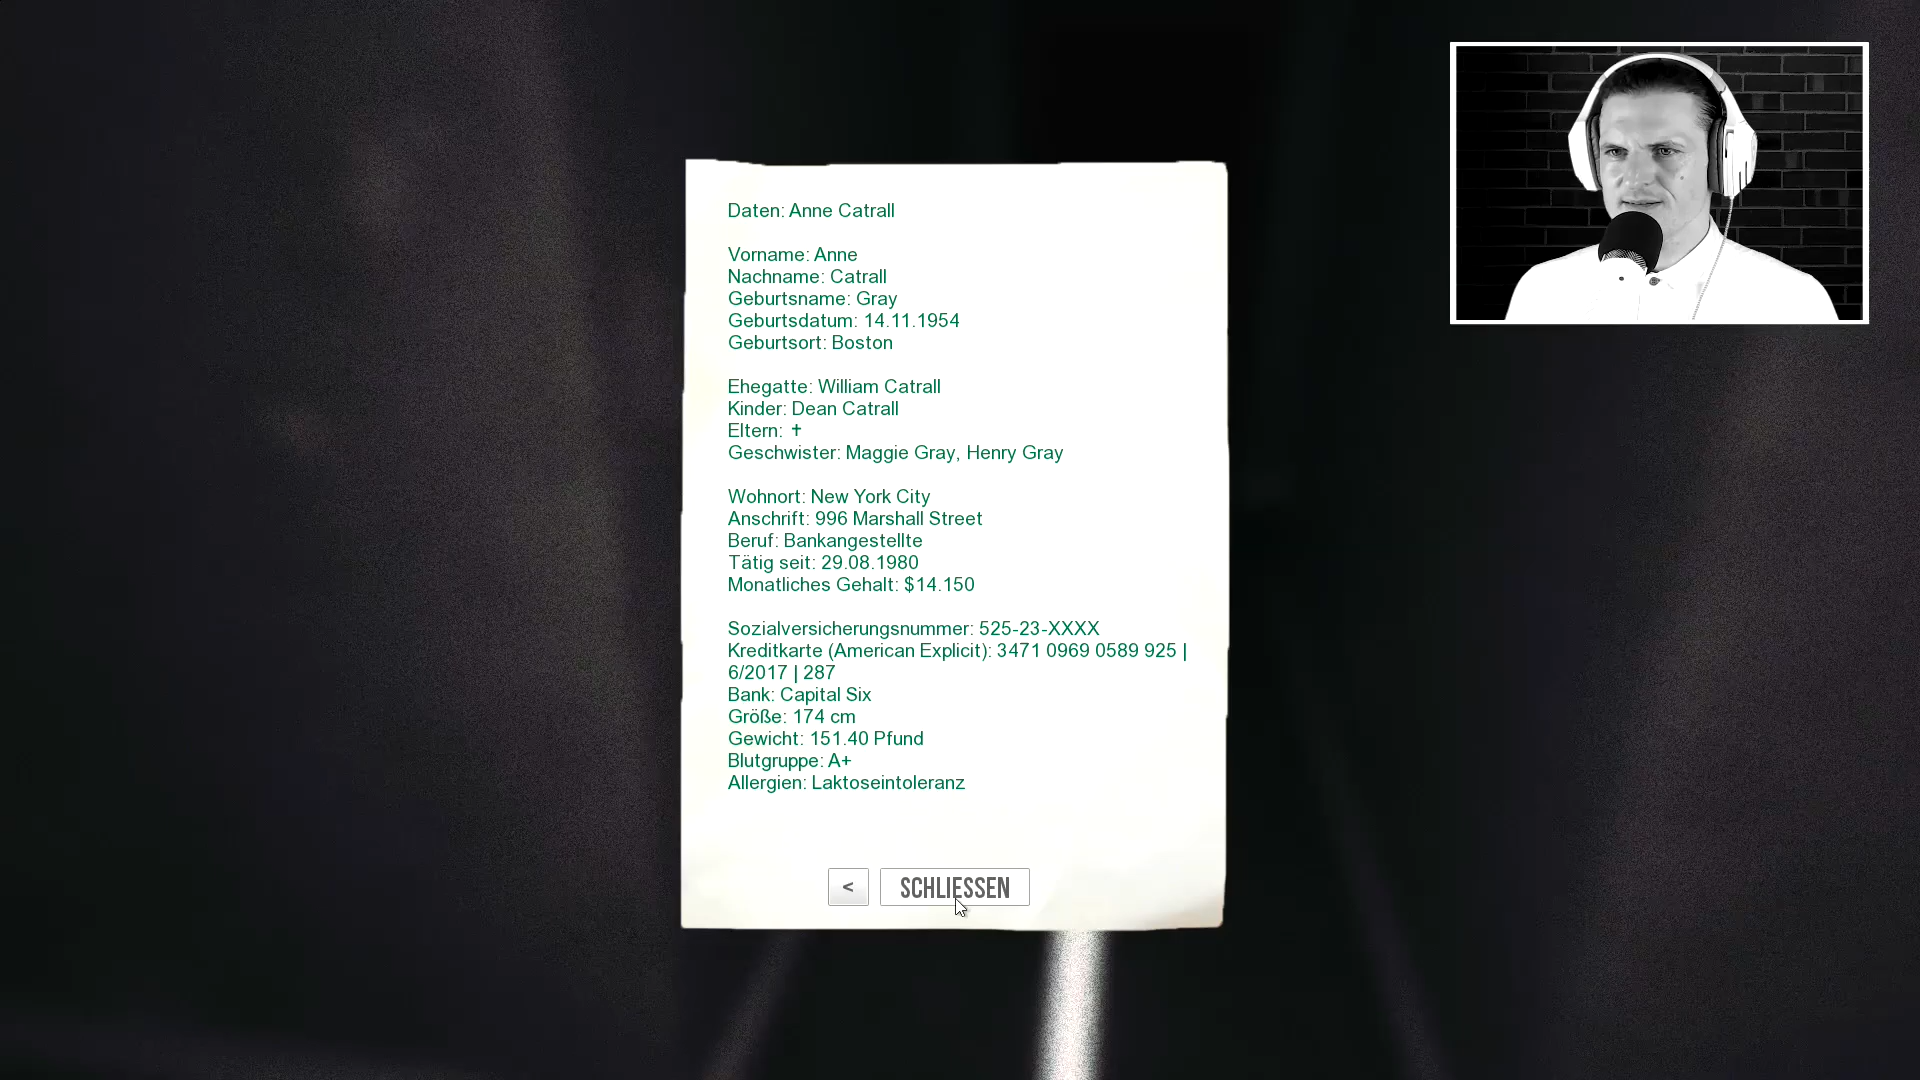 Daten: Anne Catrall
Vorname: Anne
Nachname: Catrall
Geburtsname: Gray
Geburtsdatum: 14.11.1954
Geburtsort: Boston
Ehegatte: William Catrall
Kinder: Dean Catrall
Eltern: ✝
Geschwister: Maggie Gray, Henry Gray
Wohnort: New York City
Anschrift: 996 Marshall Street
Beruf: Bankangestellte
Tätig seit: 29.08.1980
Monatliches Gehalt: $14.150
Sozialversicherungsnummer: 525-23-XXXX
Kreditkarte (American Explicit): 3471 0969 0589 925 |
6/2017 | 287
Bank: Capital Six
Größe: 174 cm
Gewicht: 151.40 Pfund
Blutgruppe: A+
Allergien: Laktoseintoleranz
< SCHLIESSEN